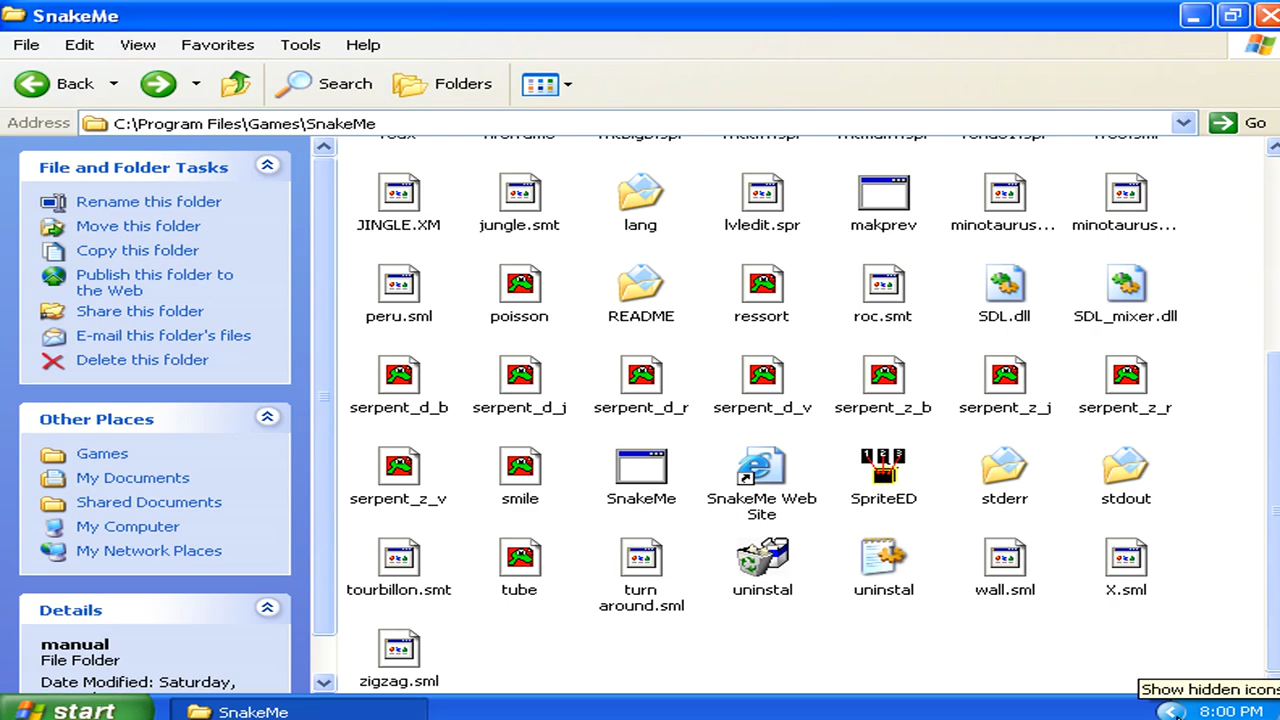 SnakeMe
File Edit View Favorites Tools Help
Back Search Folders
Address C:\Program Files\Games\SnakeMe Go
File and Folder Tasks
Rename this folder
Move this folder
Copy this folder
Publish this folder to
the Web
Share this folder
E-mail this folder's files
Delete this folder
Other Places
Games
My Documents
Shared Documents
My Computer
My Network Places
Details
manual
File Folder
Date Modified: Saturday,
JINGLE.XM jungle.smt lang lvledit.spr makprev minotaurus... minotaurus...
peru.sml poisson README ressort roc.smt SDL.dll SDL_mixer.dll
serpent_d_b serpent_d_j serpent_d_r serpent_d_v serpent_z_b serpent_z_j serpent_z_r
serpent_z_v smile SnakeMe SnakeMe Web SpriteED stderr stdout
Site
tourbillon.smt tube turn uninstal uninstal wall.sml X.sml
around.sml
zigzag.sml
Show hidden icons
start SnakeMe 8:00 PM